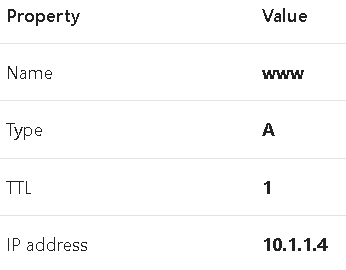 Property Value
Name www
Type A
TTL 1
IP address 10.1.1.4